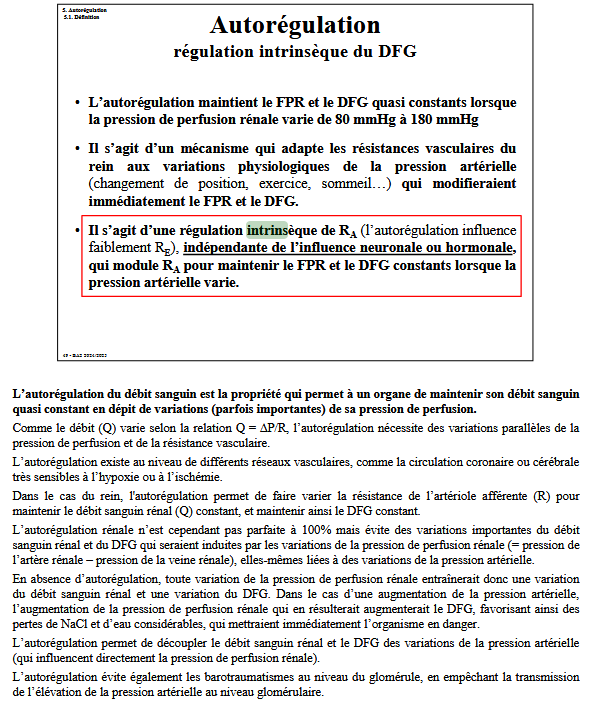 5. Autorégulation
5.1. Définition
Autorégulation
régulation intrinsèque du DFG
• L’autorégulation maintient le FPR et le DFG quasi constants lorsque
la pression de perfusion rénale varie de 80 mmHg à 180 mmHg
• Il s’agit d’un mécanisme qui adapte les résistances vasculaires du
rein aux variations physiologiques de la pression artérielle
(changement de position, exercice, sommeil…) qui modifieraient
immédiatement le FPR et le DFG.
• Il s’agit d’une régulation intrinsèque de RA (l’autorégulation influence
faiblement RE), indépendante de l’influence neuronale ou hormonale,
qui module RA pour maintenir le FPR et le DFG constants lorsque la
pression artérielle varie.
2024/2025
L’autorégulation du débit sanguin est la propriété qui permet à un organe de maintenir son débit sanguin
quasi constant en dépit de variations (parfois importantes) de sa pression de perfusion.
Comme le débit (Q) varie selon la relation Q = ΔP/R, l’autorégulation nécessite des variations parallèles de la
pression de perfusion et de la résistance vasculaire.
L’autorégulation existe au niveau de différents réseaux vasculaires, comme la circulation coronaire ou cérébrale
très sensibles à l’hypoxie ou à l’ischémie.
Dans le cas du rein, l'autorégulation permet de faire varier la résistance de l’artériole afférente (R) pour
maintenir le débit sanguin rénal (Q) constant, et maintenir ainsi le DFG constant.
L’autorégulation rénale n’est cependant pas parfaite à 100% mais évite des variations importantes du débit
sanguin rénal et du DFG qui seraient induites par les variations de la pression de perfusion rénale (= pression de
l’artère rénale – pression de la veine rénale), elles-mêmes liées à des variations de la pression artérielle.
En absence d’autorégulation, toute variation de la pression de perfusion rénale entraînerait donc une variation
du débit sanguin rénal et une variation du DFG. Dans le cas d’une augmentation de la pression artérielle,
l’augmentation de la pression de perfusion rénale qui en résulterait augmenterait le DFG, favorisant ainsi des
pertes de NaCl et d’eau considérables, qui mettraient immédiatement l’organisme en danger.
L’autorégulation permet de découpler le débit sanguin rénal et le DFG des variations de la pression artérielle
(qui influencent directement la pression de perfusion rénale).
L’autorégulation évite également les barotraumatismes au niveau du glomérule, en empêchant la transmission
de l’élévation de la pression artérielle au niveau glomérulaire.